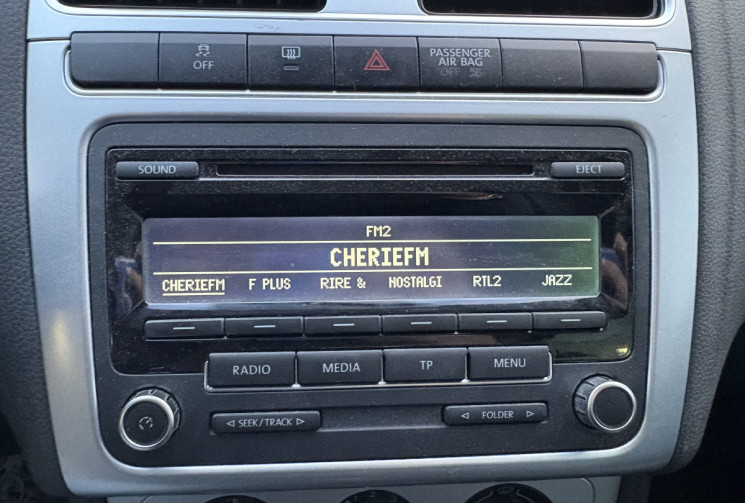 OFF
PASSENGER
AIR BAG
OFF
SOUND EJECT
FM2
CHERIEFM
CHERIEFM F PLUS RIRE & NOSTALGI RTL2 JAZZ
RADIO MEDIA TP MENU
SEEK/TRACK FOLDER